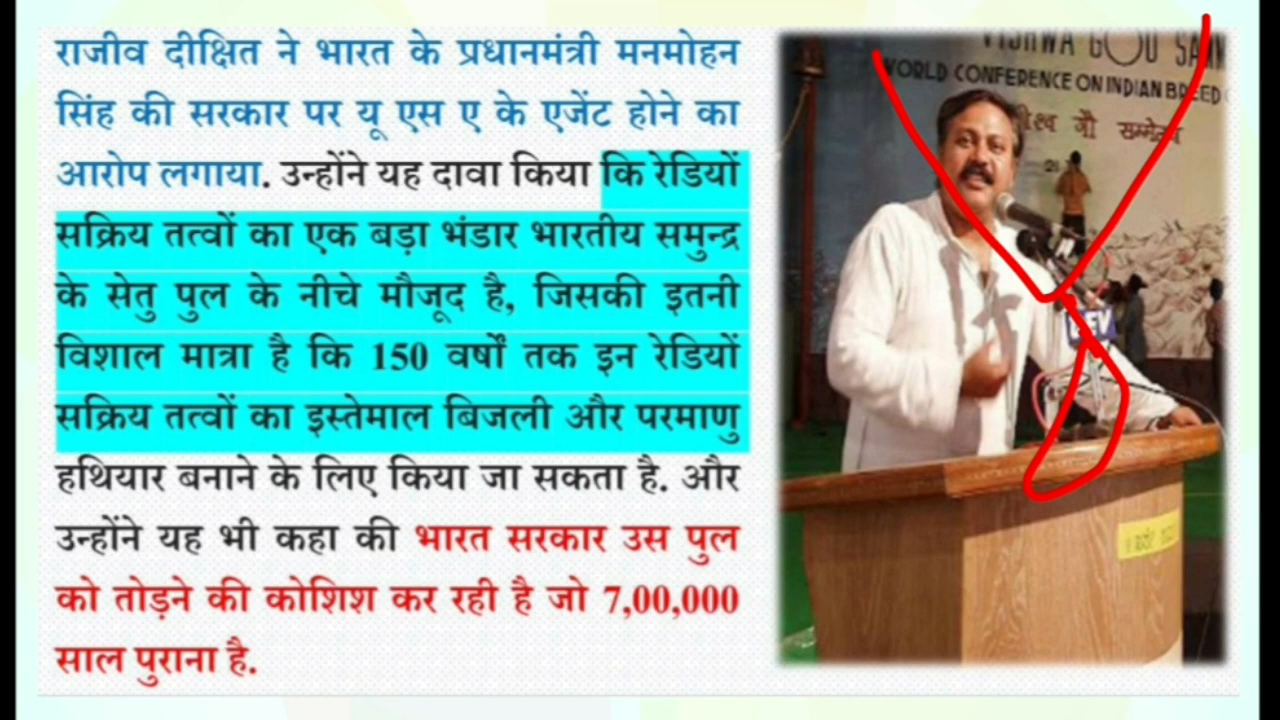 राजीव दीक्षित ने भारत के प्रधानमंत्री मनमोहन
सिंह की सरकार पर यू एस ए के एजेंट होने का
आरोप लगाया. उन्होंने यह दावा किया कि रेडियों
सक्रिय तत्वों का एक बड़ा भंडार भारतीय समुन्द्र
के सेतु पुल के नीचे मौजूद है, जिसकी इतनी
विशाल मात्रा है कि 150 वर्षों तक इन रेडियों
सक्रिय तत्वों का इस्तेमाल बिजली और परमाणु
हथियार बनाने के लिए किया जा सकता है. और
उन्होंने यह भी कहा की भारत सरकार उस पुल
को तोड़ने की कोशिश कर रही है जो 7,00,000
साल पुराना है.
WORLD CONFERENCE ON INDIAN BREED
गौ सम्मेलन